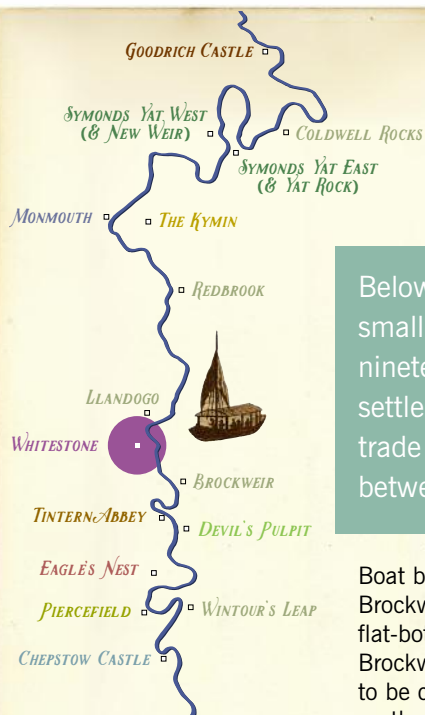 Goodrich Castle
Symonds Yat West
(& New Weir)
Coldwell Rocks
Symonds Yat East
(& Yat Rock)
Monmouth
The Kymin
Redbrook
Llandogo
Whitestone
Brockweir
Tintern Abbey
Devil's Pulpit
Eagle's Nest
Piercefield
Wintour's Leap
Chepstow Castle
Below
small
ninete
settle
trade
betwe
Boat b
Brockw
flat-bot
Brockw
to be c